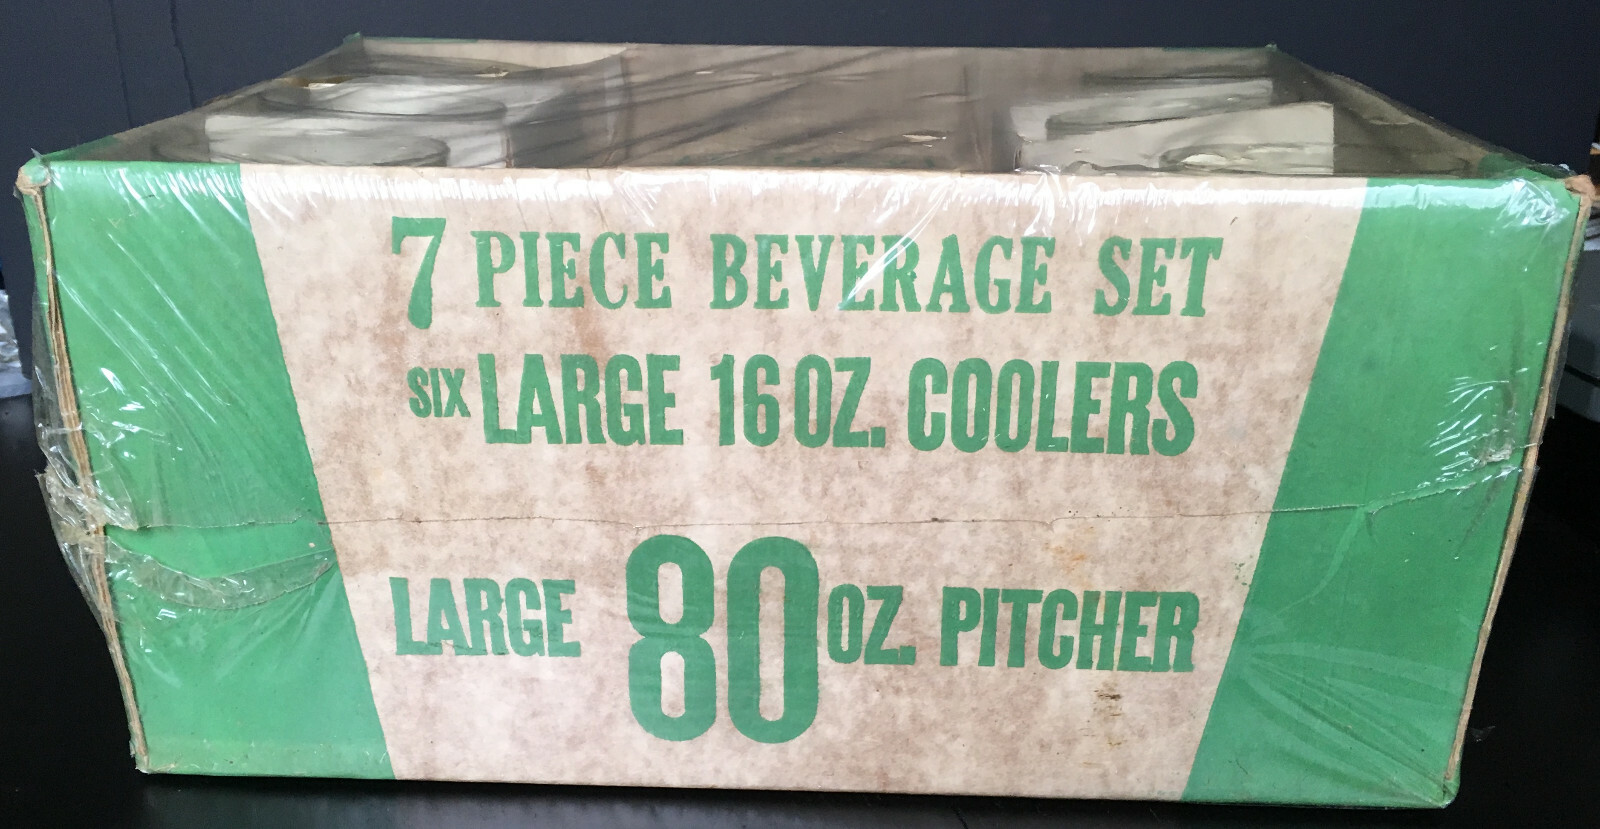 7 PIECE BEVERAGE SET
SIX LARGE 16 OZ. COOLERS
LARGE 80 OZ. PITCHER